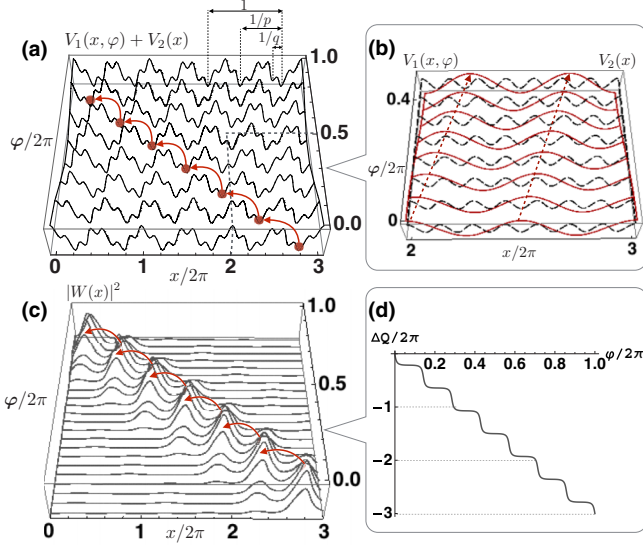 1
1/p
1/q
(a) V₁(x, φ) + V₂(x)
1.0
0.5
0.0
φ/2π
0 1 2 3
x/2π
(b) V₁(x, φ) V₂(x)
0.4
φ/2π
0
2 3
x/2π
(c) |W(x)|²
1.0
0.5
0.0
φ/2π
0 1 2 3
x/2π
(d)
ΔQ/2π φ/2π
0.2 0.4 0.6 0.8 1.0
−1
−2
−3